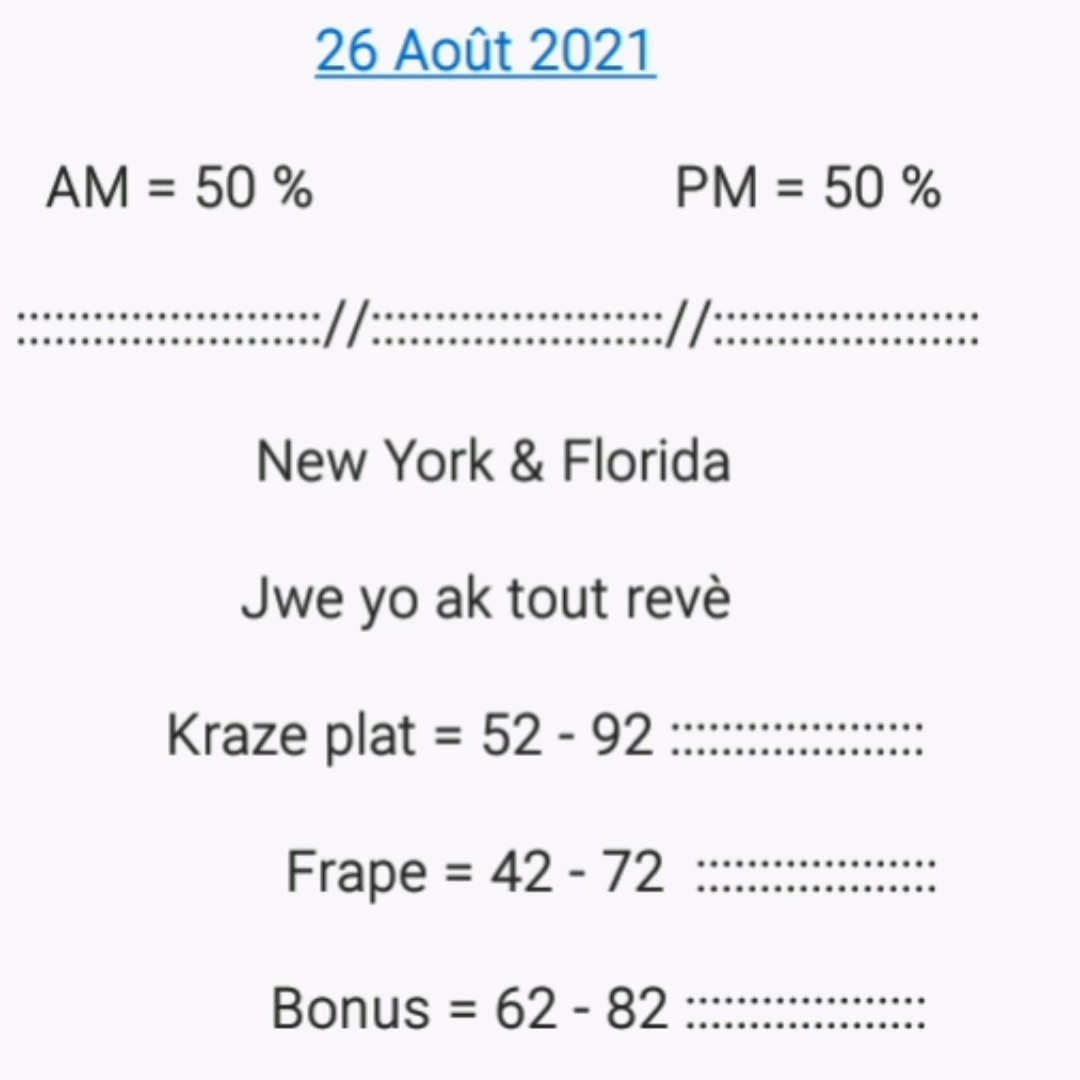 26 Août 2021
AM = 50 % PM = 50 %
::::::::::::::::::::::::://:::::::::::::::::::::::://::::::::::::::::::::::
New York & Florida
Jwe yo ak tout revè
Kraze plat = 52 - 92 ::::::::::::::::::::
Frape = 42 - 72 :::::::::::::::::::
Bonus = 62 - 82 :::::::::::::::::::